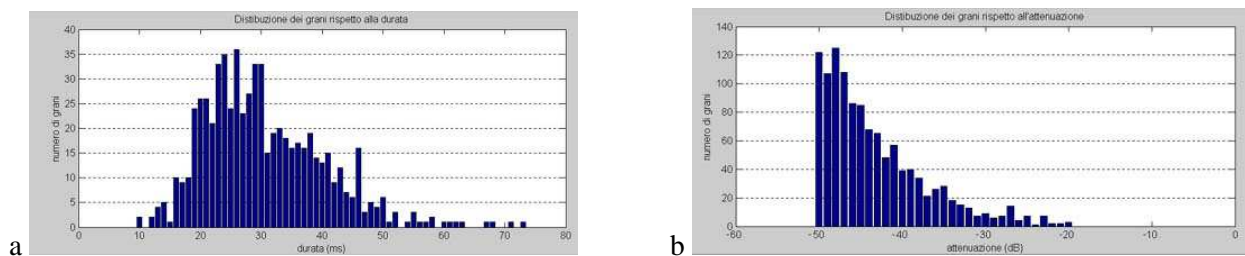 Distibuzione dei grani rispetto alla durata
40
35
30
25
20
15
10
5
0
numero di grani
0 10 20 30 40 50 60 70 80
durata (ms)
a
Distibuzione dei grani rispetto all'attenuazione
140
120
100
80
60
40
20
0
numero di grani
-60 -50 -40 -30 -20 -10 0
attenuazione (dB)
b